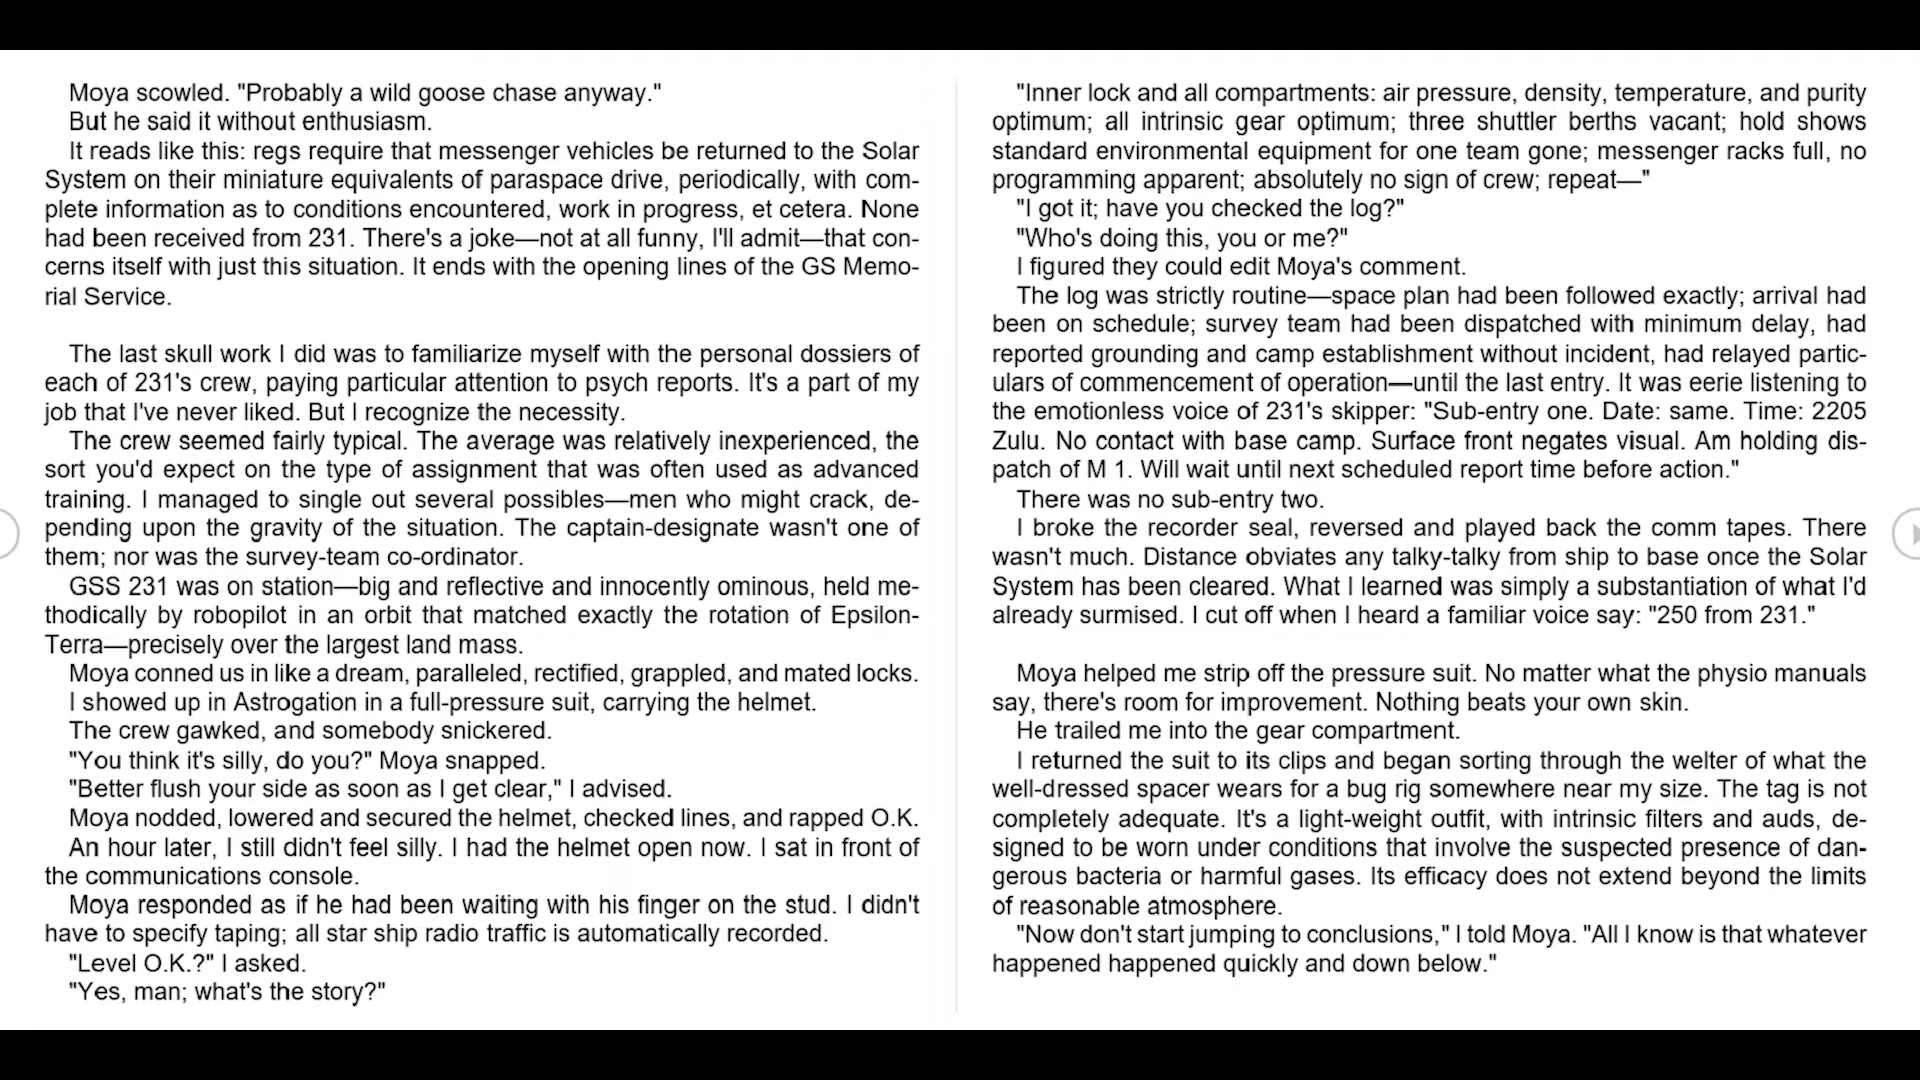 Moya scowled. "Probably a wild goose chase anyway."
But he said it without enthusiasm.
It reads like this: regs require that messenger vehicles be returned to the Solar
System on their miniature equivalents of paraspace drive, periodically, with com-
plete information as to conditions encountered, work in progress, et cetera. None
had been received from 231. There's a joke—not at all funny, I'll admit—that con-
cerns itself with just this situation. It ends with the opening lines of the GS Memo-
rial Service.
The last skull work I did was to familiarize myself with the personal dossiers of
each of 231's crew, paying particular attention to psych reports. It's a part of my
job that I've never liked. But I recognize the necessity.
The crew seemed fairly typical. The average was relatively inexperienced, the
sort you'd expect on the type of assignment that was often used as advanced
training. I managed to single out several possibles—men who might crack, de-
pending upon the gravity of the situation. The captain-designate wasn't one of
them; nor was the survey-team co-ordinator.
GSS 231 was on station—big and reflective and innocently ominous, held me-
thodically by robopilot in an orbit that matched exactly the rotation of Epsilon-
Terra—precisely over the largest land mass.
Moya conned us in like a dream, paralleled, rectified, grappled, and mated locks.
I showed up in Astrogation in a full-pressure suit, carrying the helmet.
The crew gawked, and somebody snickered.
"You think it's silly, do you?" Moya snapped.
"Better flush your side as soon as I get clear," I advised.
Moya nodded, lowered and secured the helmet, checked lines, and rapped O.K.
An hour later, I still didn't feel silly. I had the helmet open now. I sat in front of
the communications console.
Moya responded as if he had been waiting with his finger on the stud. I didn't
have to specify taping; all star ship radio traffic is automatically recorded.
"Level O.K.?" I asked.
"Yes, man; what's the story?"
"Inner lock and all compartments: air pressure, density, temperature, and purity
optimum; all intrinsic gear optimum; three shuttler berths vacant; hold shows
standard environmental equipment for one team gone; messenger racks full, no
programming apparent; absolutely no sign of crew; repeat—"
"I got it; have you checked the log?"
"Who's doing this, you or me?"
I figured they could edit Moya's comment.
The log was strictly routine—space plan had been followed exactly; arrival had
been on schedule; survey team had been dispatched with minimum delay, had
reported grounding and camp establishment without incident, had relayed partic-
ulars of commencement of operation—until the last entry. It was eerie listening to
the emotionless voice of 231's skipper: "Sub-entry one. Date: same. Time: 2205
Zulu. No contact with base camp. Surface front negates visual. Am holding dis-
patch of M 1. Will wait until next scheduled report time before action."
There was no sub-entry two.
I broke the recorder seal, reversed and played back the comm tapes. There
wasn't much. Distance obviates any talky-talky from ship to base once the Solar
System has been cleared. What I learned was simply a substantiation of what I'd
already surmised. I cut off when I heard a familiar voice say: "250 from 231."
Moya helped me strip off the pressure suit. No matter what the physio manuals
say, there's room for improvement. Nothing beats your own skin.
He trailed me into the gear compartment.
I returned the suit to its clips and began sorting through the welter of what the
well-dressed spacer wears for a bug rig somewhere near my size. The tag is not
completely adequate. It's a light-weight outfit, with intrinsic filters and auds, de-
signed to be worn under conditions that involve the suspected presence of dan-
gerous bacteria or harmful gases. Its efficacy does not extend beyond the limits
of reasonable atmosphere.
"Now don't start jumping to conclusions," I told Moya. "All I know is that whatever
happened happened quickly and down below."